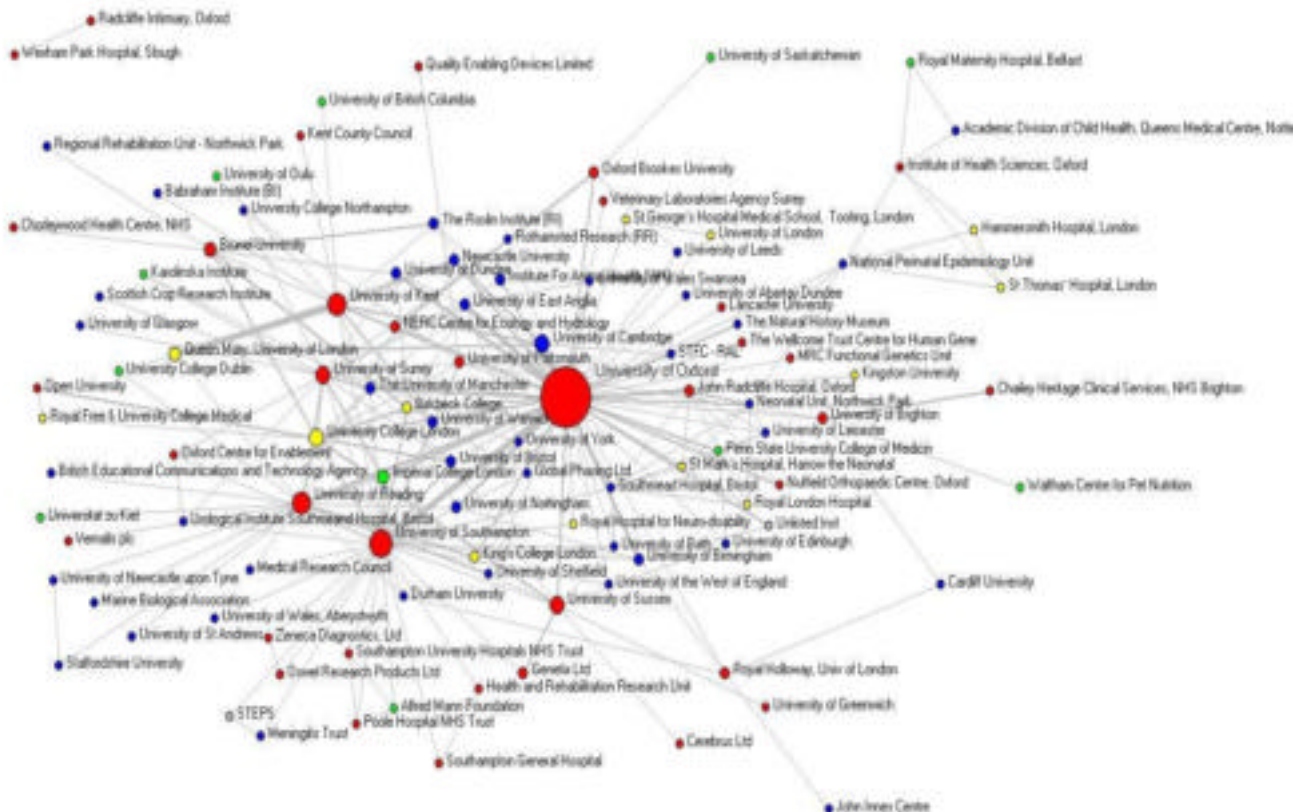 Radcliffe Infirmary, Oxford
Wexham Park Hospital, Slough
University of Saskatchewan
Royal Maternity Hospital, Belfast
Quality Enabling Devices Limited
University of British Columbia
Kent County Council
Academic Division of Child Health, Queens Medical Centre, Notte
Regional Rehabilitation Unit - Northwick Park
Institute of Health Sciences, Oxford
Oxford Brookes University
University of Oulu
Babraham Institute (BI)
Veterinary Laboratories Agency Surrey
University College Northampton
St George's Hospital Medical School, Tooling, London
The Roslin Institute (RI)
Chorleywood Health Centre, NHS
Hammersmith Hospital, London
University of London
Rothamsted Research (RR)
Brunel University
University of Leeds
Newcastle University
National Perinatal Epidemiology Unit
Karolinska Institute
University of Dundee
Institute For Animal
Wales Swansea
St Thomas' Hospital, London
Scottish Crop Research Institute
University of Abertay Dundee
University of Kent
University of East Anglia
Lancaster University
University of Glasgow
NERC Centre for Ecology and Hydrology
The Natural History Museum
University of Cambridge
The Wellcome Trust Centre for Human Gene
Queen Mary, University of London
STFC - RAL
MRC Functional Genetics Unit
University of Portsmouth
University College Dublin
University of Surrey
University of Oxford
Kingston University
Open University
The University of Manchester
John Radcliffe Hospital, Oxford
Chailey Heritage Clinical Services, NHS Brighton
Birkbeck College
Neonatal Unit, Northwick Park
Royal Free & University College Medical
University of Warwick
University of Brighton
University College London
University of Leicester
University of York
Oxford Centre for Enablement
Penn State University College of Medicin
University of Bristol
St Mark's Hospital, Harrow the Neonatal
British Educational Communications and Technology Agency
Imperial College London
Global Pharing Ltd
Southmead Hospital, Bristol
Nuffield Orthopaedic Centre, Oxford
Waltham Centre for Pet Nutrition
University of Reading
University of Nottingham
Royal London Hospital
Universitat zu Kiel
Urological Institute Southmead Hospital, Bristol
Royal Hospital for Neuro-disability
Unlisted Inst
Vernalis plc
University of Southampton
University of Bath
University of Edinburgh
King's College London
University of Birmingham
Medical Research Council
University of Sheffield
University of Newcastle upon Tyne
University of the West of England
Cardiff University
Durham University
Marine Biological Association
University of Sussex
University of Wales, Aberystwyth
University of St Andrews
Zeneca Diagnostics, Ltd
Southampton University Hospitals NHS Trust
Staffordshire University
Dowel Research Products Ltd
Genetix Ltd
Royal Holloway, Univ of London
Health and Rehabilitation Research Unit
Alfred Mann Foundation
University of Greenwich
STEPS
Poole Hospital NHS Trust
Meningitis Trust
Cerebrus Ltd
Southampton General Hospital
John Innes Centre